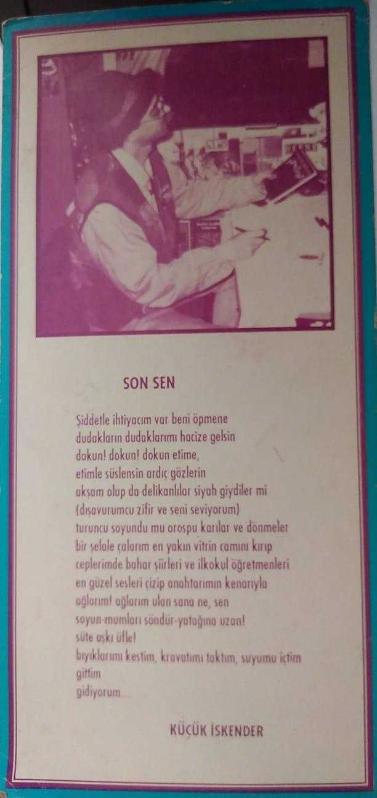 SON SEN
Şiddetle ihtiyacım var beni öpmene
dudakların dudaklarımı hacize gelsin
dokun! dokun! dokun etime,
etimle süslensin ardıç gözlerin
akşam olup da delikanlılar siyah giydiler mi
(dışavurumcu zifir ve seni seviyorum)
turuncu soyundu mu orospu karılar ve dönmeler
bir şelale çalarım en yakın vitrin camını kırıp
ceplerimde bahar şiirleri ve ilkokul öğretmenleri
en güzel sesleri çizip anahtarımın kenarıyla
ağlarım! ağlarım ulan sana ne, sen
soyun-mumları söndür-yatağına uzan!
süte aşkı üfle!
bıyıklarımı kestim, kravatımı taktım, suyumu içtim
gittim
gidiyorum...
KÜÇÜK İSKENDER